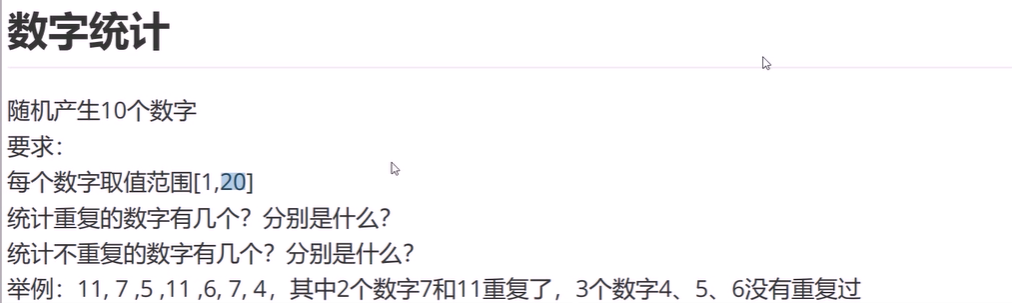 数字统计
随机产生10个数字
要求：
每个数字取值范围[1,20]
统计重复的数字有几个？分别是什么？
统计不重复的数字有几个？分别是什么？
举例：11, 7 ,5 ,11 ,6, 7, 4，其中2个数字7和11重复了，3个数字4、5、6没有重复过